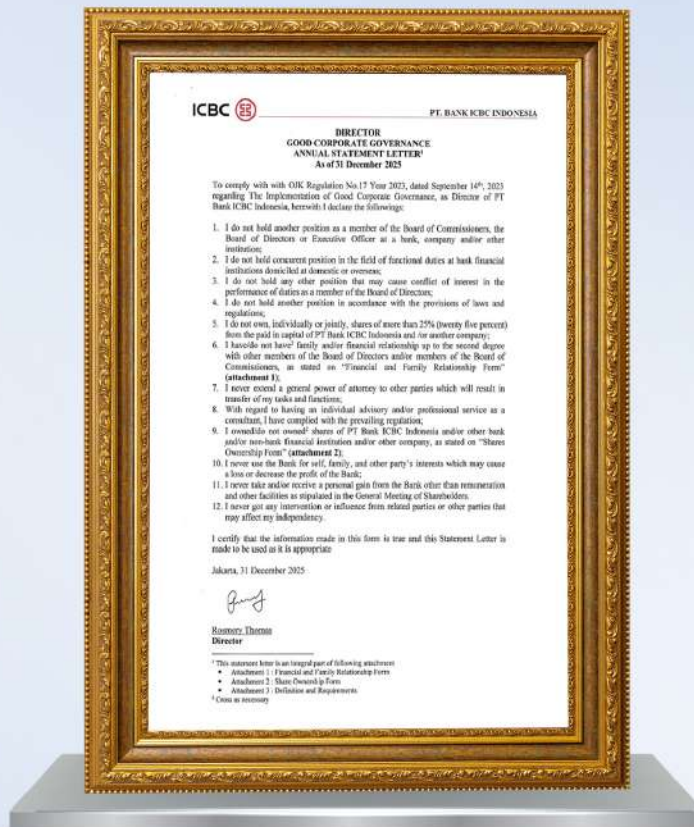 ICBC
PT. BANK ICBC INDONESIA
DIRECTOR
GOOD CORPORATE GOVERNANCE
ANNUAL STATEMENT LETTER¹
As of 31 December 2025
To comply with with OJK Regulation No.17 Year 2023, dated September 14th, 2023
regarding The Implementation of Good Corporate Governance, as Director of PT
Bank ICBC Indonesia, herewith I declare the followings:
1. I do not hold another position as a member of the Board of Commissioners, the
Board of Directors or Executive Officer at a bank, company and/or other
institution;
2. I do not hold concurrent position in the field of functional duties at bank financial
institutions domiciled at domestic or overseas;
3. I do not hold any other position that may cause conflict of interest in the
performance of duties as a member of the Board of Directors;
4. I do not hold another position in accordance with the provisions of laws and
regulations;
5. I do not own, individually or jointly, shares of more than 25% (twenty five percent)
from the paid in capital of PT Bank ICBC Indonesia and /or another company;
6. I have/do not have² family and/or financial relationship up to the second degree
with other members of the Board of Directors and/or members of the Board of
Commissioners, as stated on "Financial and Family Relationship Form"
(attachment 1);
7. I never extend a general power of attorney to other parties which will result in
transfer of my tasks and functions;
8. With regard to having an individual advisory and/or professional service as a
consultant, I have complied with the prevailing regulation;
9. I owned/do not owned² shares of PT Bank ICBC Indonesia and/or other bank
and/or non-bank financial institution and/or other company, as stated on "Shares
Ownership Form" (attachment 2);
10. I never use the Bank for self, family, and other party's interests which may cause
a loss or decrease the profit of the Bank;
11. I never take and/or receive a personal gain from the Bank other than remuneration
and other facilities as stipulated in the General Meeting of Shareholders.
12. I never got any intervention or influence from related parties or other parties that
may affect my independency.
I certify that the information made in this form is true and this Statement Letter is
made to be used as it is appropriate
Jakarta, 31 December 2025
Rosmery Thomas
Director
¹ This statement letter is an integral part of following attachment
• Attachment 1 : Financial and Family Relationship Form
• Attachment 2 : Share Ownership Form
• Attachment 3 : Definition and Requirements
² Cross as necessary